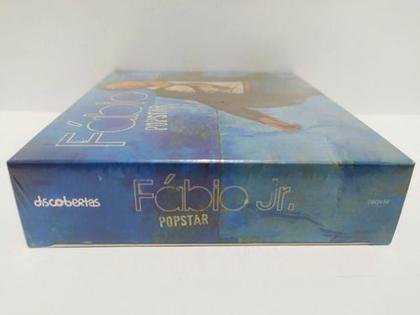 Fábio
POPSTAR
discobertas
Fábio Jr.
POPSTAR